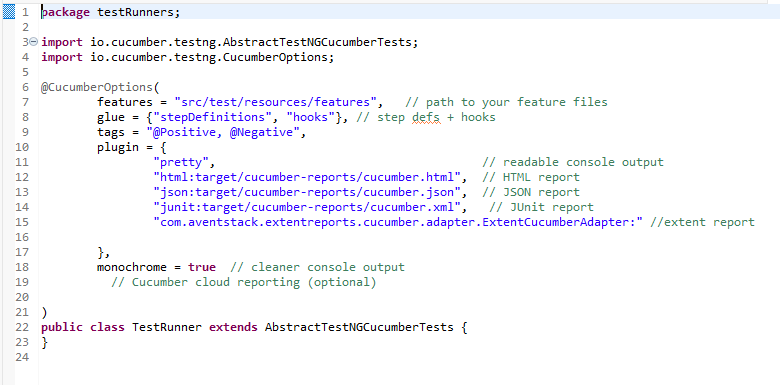 1 package testRunners;
2
3 import io.cucumber.testng.AbstractTestNGCucumberTests;
4 import io.cucumber.testng.CucumberOptions;
5
6 @CucumberOptions(
7         features = "src/test/resources/features",   // path to your feature files
8         glue = {"stepDefinitions", "hooks"}, // step defs + hooks
9         tags = "@Positive, @Negative",
10         plugin = {
11                 "pretty",                                      // readable console output
12                 "html:target/cucumber-reports/cucumber.html",  // HTML report
13                 "json:target/cucumber-reports/cucumber.json",  // JSON report
14                 "junit:target/cucumber-reports/cucumber.xml",   // JUnit report
15                 "com.aventstack.extentreports.cucumber.adapter.ExtentCucumberAdapter:" //extent report
16
17         },
18         monochrome = true  // cleaner console output
19           // Cucumber cloud reporting (optional)
20
21 )
22 public class TestRunner extends AbstractTestNGCucumberTests {
23 }
24